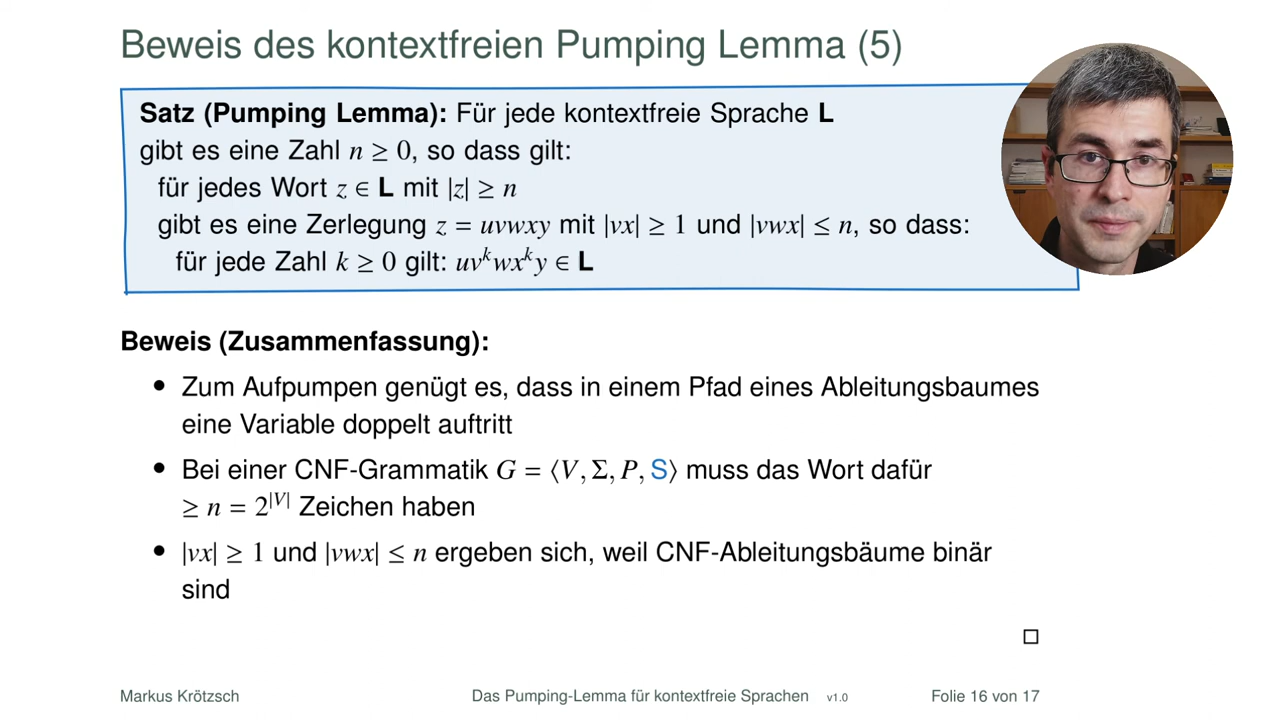 Beweis des kontextfreien Pumping Lemma (5)
Satz (Pumping Lemma): Für jede kontextfreie Sprache L
gibt es eine Zahl n ≥ 0, so dass gilt:
für jedes Wort z ∈ L mit |z| ≥ n
gibt es eine Zerlegung z = uvwxy mit |vx| ≥ 1 und |vwx| ≤ n, so dass:
für jede Zahl k ≥ 0 gilt: uvᵏwxᵏy ∈ L
Beweis (Zusammenfassung):
• Zum Aufpumpen genügt es, dass in einem Pfad eines Ableitungsbaumes
eine Variable doppelt auftritt
• Bei einer CNF-Grammatik G = ⟨V, Σ, P, S⟩ muss das Wort dafür
≥ n = 2^|V| Zeichen haben
• |vx| ≥ 1 und |vwx| ≤ n ergeben sich, weil CNF-Ableitungsbäume binär
sind
□
Markus Krötzsch Das Pumping-Lemma für kontextfreie Sprachen v1.0 Folie 16 von 17